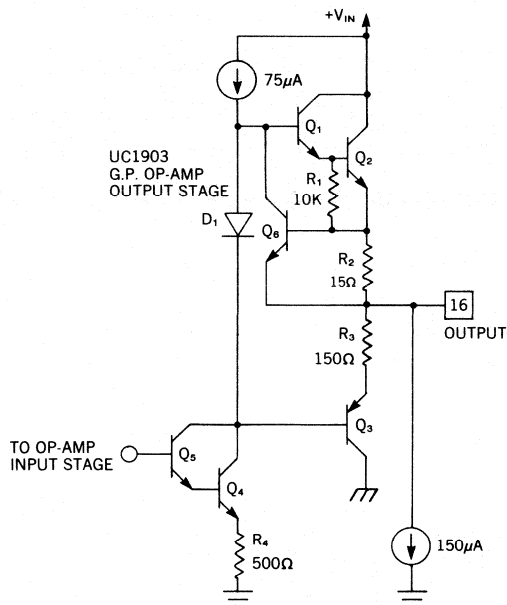 +VIN
75μA
Q1
Q2
UC1903
G.P. OP-AMP
OUTPUT STAGE
R1
10K
D1
Q6
R2
15Ω
16
OUTPUT
R3
150Ω
TO OP-AMP
INPUT STAGE
Q5
Q3
Q4
R4
500Ω
150μA